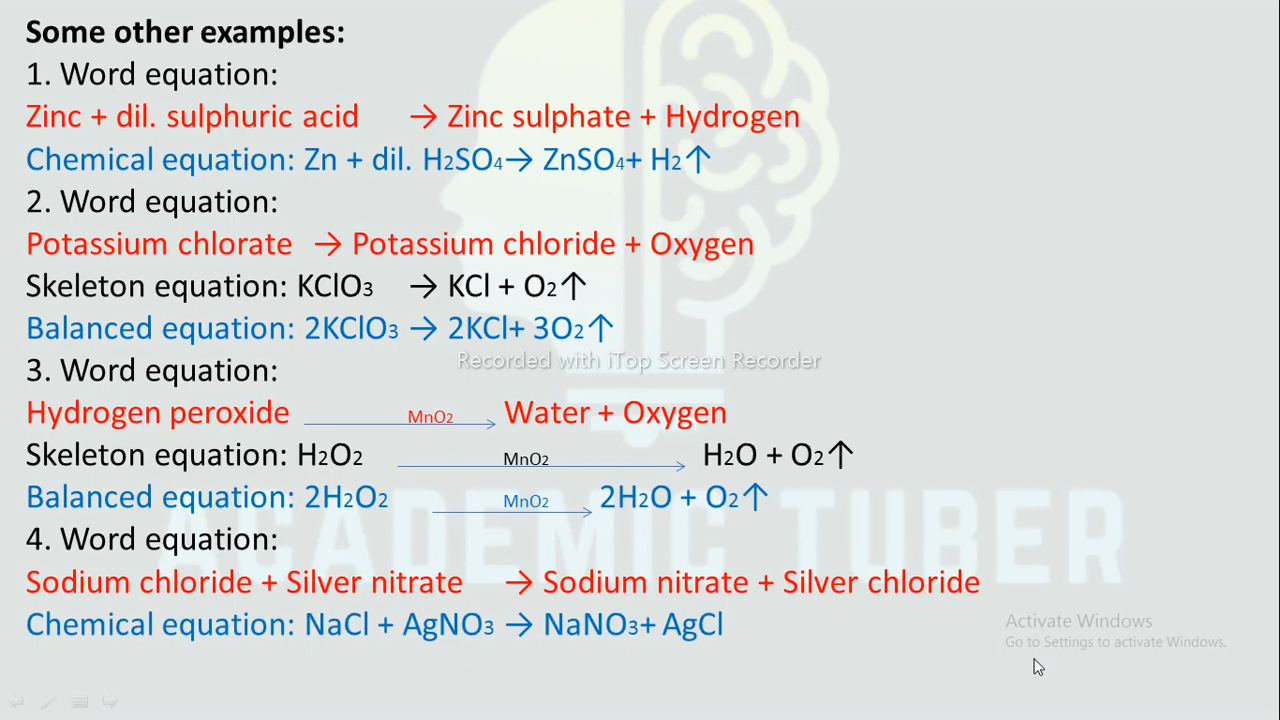 Some other examples:
1. Word equation:
Zinc + dil. sulphuric acid → Zinc sulphate + Hydrogen
Chemical equation: Zn + dil. H₂SO₄→ ZnSO₄+ H₂↑
2. Word equation:
Potassium chlorate → Potassium chloride + Oxygen
Skeleton equation: KClO₃ → KCl + O₂↑
Balanced equation: 2KClO₃ → 2KCl+ 3O₂↑
Recorded with iTop Screen Recorder
3. Word equation:
Hydrogen peroxide MnO₂→ Water + Oxygen
Skeleton equation: H₂O₂ MnO₂→ H₂O + O₂↑
Balanced equation: 2H₂O₂ MnO₂→ 2H₂O + O₂↑
ACADEMIC TUBER
4. Word equation:
Sodium chloride + Silver nitrate → Sodium nitrate + Silver chloride
Chemical equation: NaCl + AgNO₃ → NaNO₃+ AgCl
Activate Windows
Go to Settings to activate Windows.